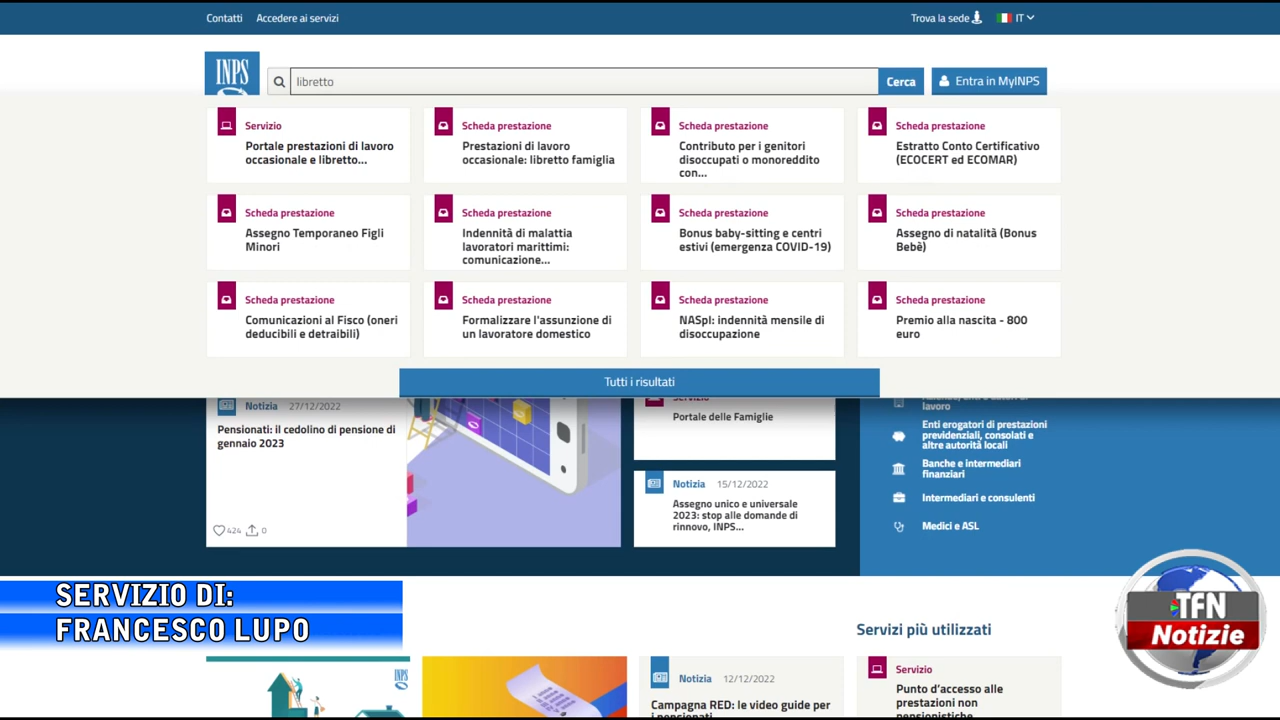 Contatti
Accedere ai servizi
Trova la sede
IT
INPS
libretto
Cerca
Entra in MyINPS
Servizio
Portale prestazioni di lavoro
occasionale e libretto...
Scheda prestazione
Prestazioni di lavoro
occasionale: libretto famiglia
Scheda prestazione
Contributo per i genitori
disoccupati o monoreddito
con...
Scheda prestazione
Estratto Conto Certificativo
(ECOCERT ed ECOMAR)
Scheda prestazione
Assegno Temporaneo Figli
Minori
Scheda prestazione
Indennità di malattia
lavoratori marittimi:
comunicazione...
Scheda prestazione
Bonus baby-sitting e centri
estivi (emergenza COVID-19)
Scheda prestazione
Assegno di natalità (Bonus
Bebè)
Scheda prestazione
Comunicazioni al Fisco (oneri
deducibili e detraibili)
Scheda prestazione
Formalizzare l'assunzione di
un lavoratore domestico
Scheda prestazione
NASpI: indennità mensile di
disoccupazione
Scheda prestazione
Premio alla nascita - 800
euro
Tutti i risultati
Notizia 27/12/2022
Pensionati: il cedolino di pensione di
gennaio 2023
424
0
Servizio
Portale delle Famiglie
Notizia 15/12/2022
Assegno unico e universale
2023: stop alle domande di
rinnovo, INPS...
lavoro
Enti erogatori di prestazioni
previdenziali, consolati e
altre autorità locali
Banche e intermediari
finanziari
Intermediari e consulenti
Medici e ASL
SERVIZIO DI:
FRANCESCO LUPO
TFN
Notizie
Servizi più utilizzati
INPS
Notizia 12/12/2022
Campagna RED: le video guide per
i pensionati
Servizio
Punto d'accesso alle
prestazioni non
pensionistiche